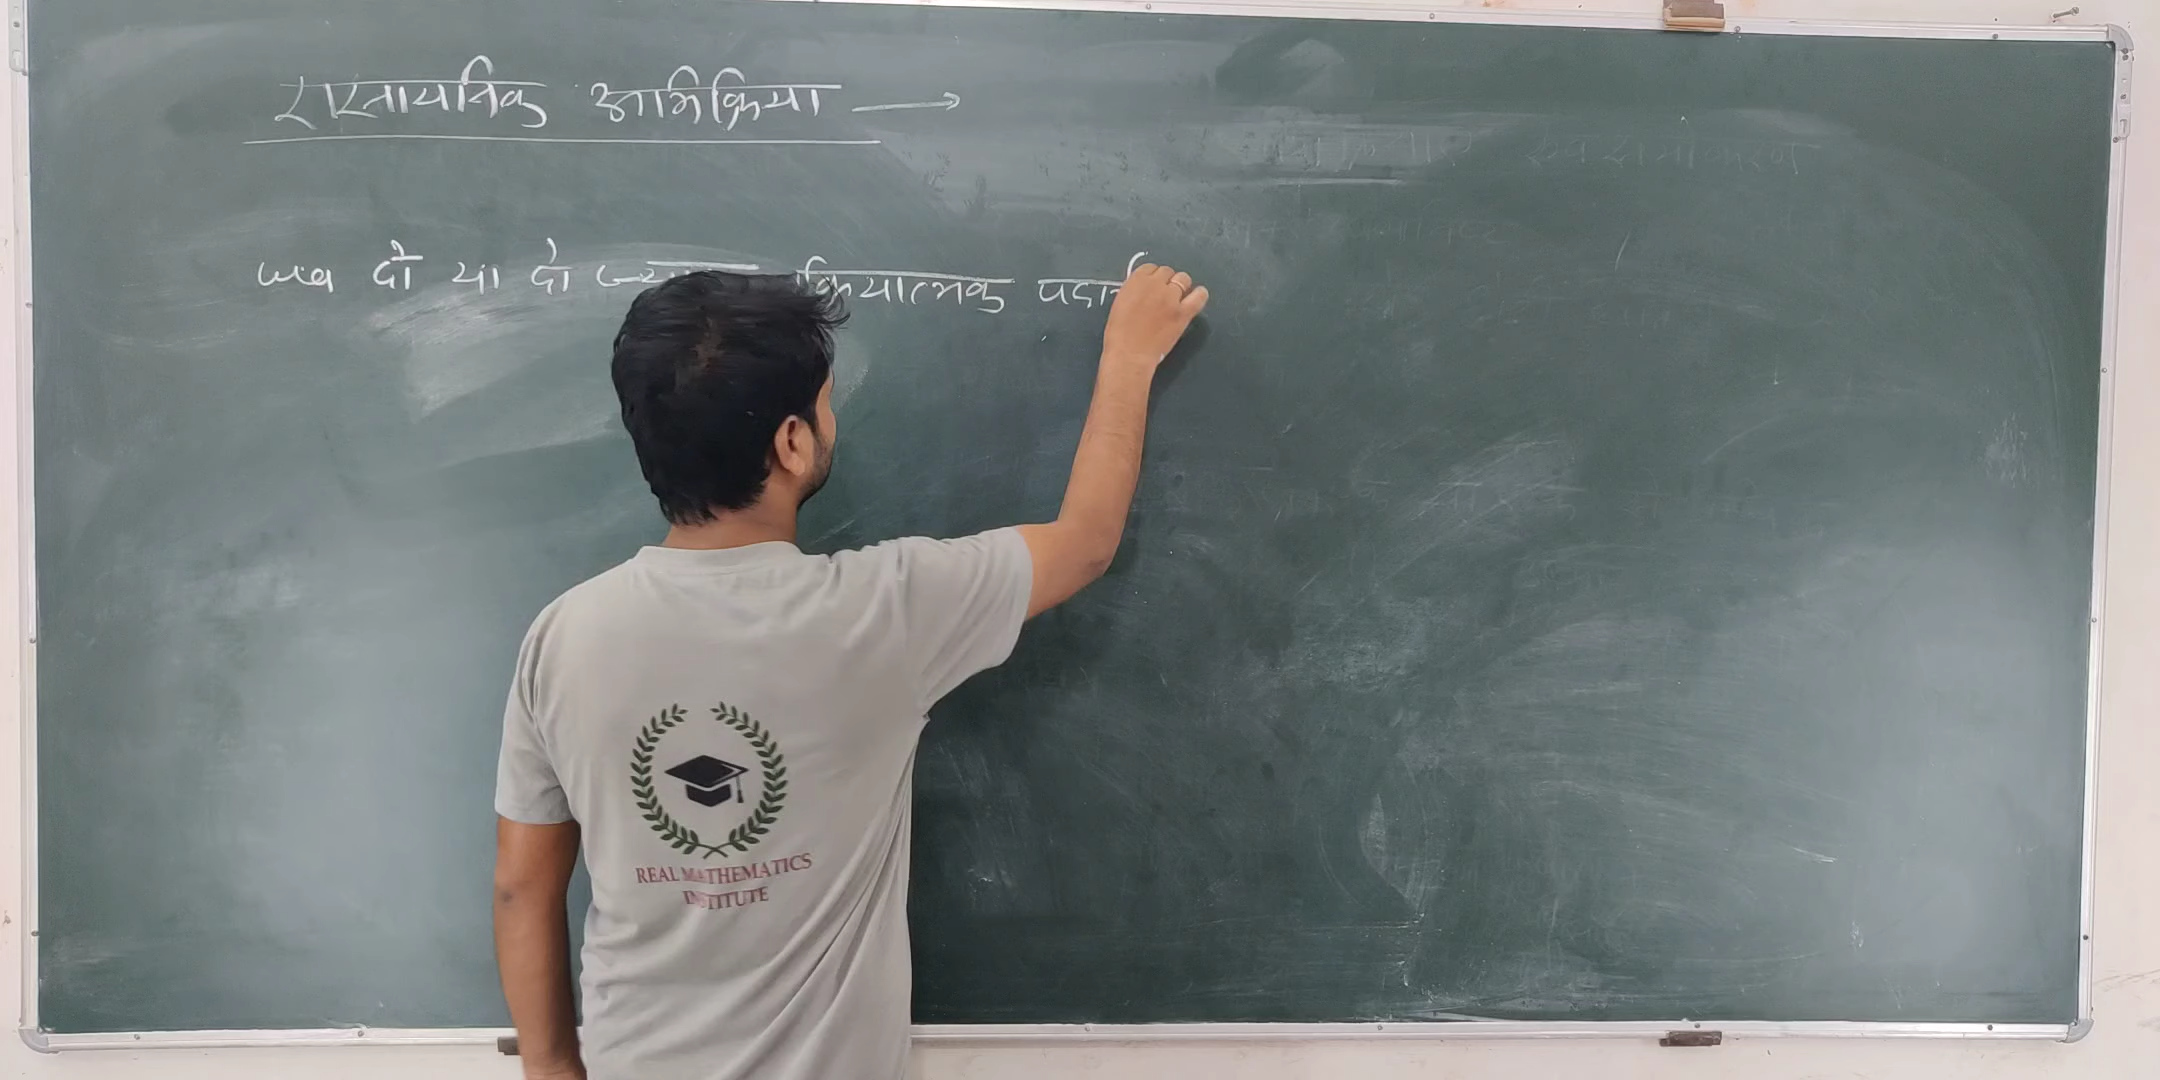 रासायनिक अभिक्रिया →
जब दो या दो क्रियात्मक
REAL MATHEMATICS
INSTITUTE